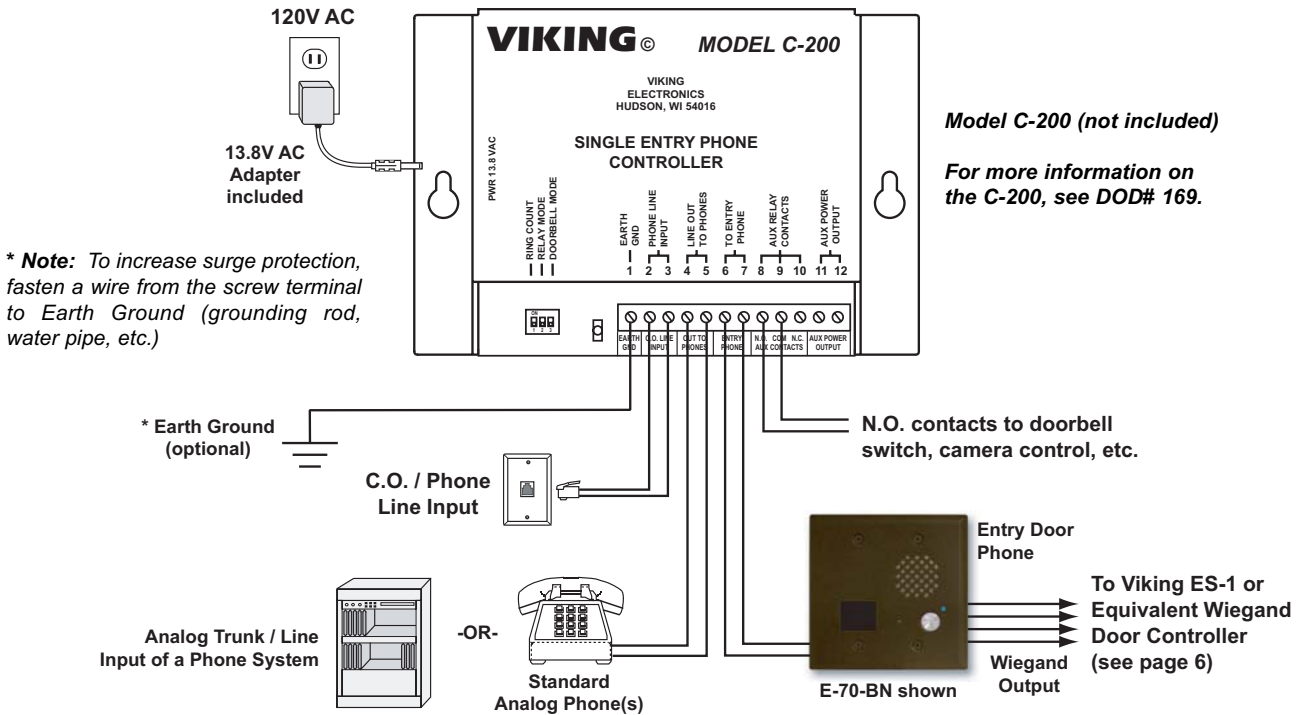 120V AC
13.8V AC
Adapter
included
* Note: To increase surge protection,
fasten a wire from the screw terminal
to Earth Ground (grounding rod,
water pipe, etc.)
VIKING© MODEL C-200
VIKING
ELECTRONICS
HUDSON, WI 54016
SINGLE ENTRY PHONE
CONTROLLER
PWR 13.8 VAC
RING COUNT
RELAY MODE
DOORBELL MODE
EARTH
GND
PHONE LINE
INPUT
LINE OUT
TO PHONES
TO ENTRY
PHONE
AUX RELAY
CONTACTS
AUX POWER
OUTPUT
1 2 3 4 5 6 7 8 9 10 11 12
ON
1 2 3
EARTH
GND
C.O. LINE
INPUT
OUT TO
PHONES
ENTRY
PHONE
N.O. COM N.C.
AUX CONTACTS
AUX POWER
OUTPUT
Model C-200 (not included)
For more information on
the C-200, see DOD# 169.
* Earth Ground
(optional)
C.O. / Phone
Line Input
N.O. contacts to doorbell
switch, camera control, etc.
Analog Trunk / Line
Input of a Phone System
-OR-
Standard
Analog Phone(s)
Entry Door
Phone
E-70-BN shown
Wiegand
Output
To Viking ES-1 or
Equivalent Wiegand
Door Controller
(see page 6)